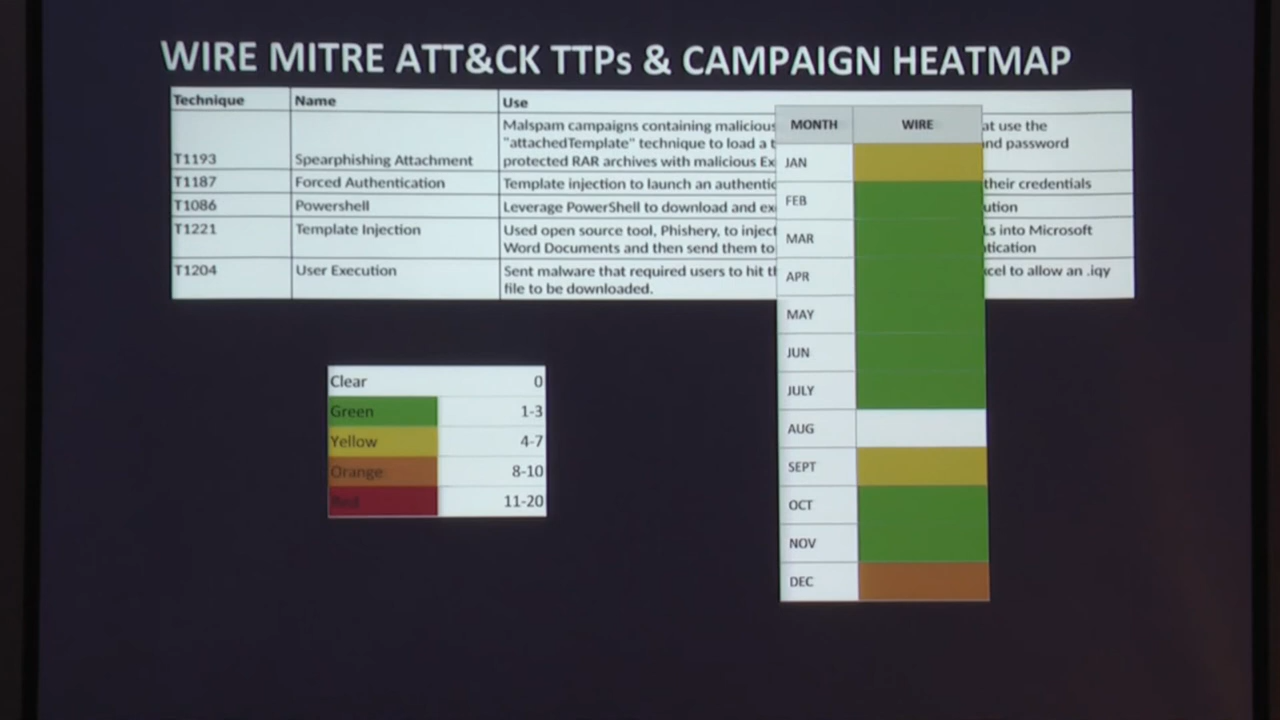 WIRE MITRE ATT&CK TTPs & CAMPAIGN HEATMAP
Technique Name Use
T1193 Spearphishing Attachment Malspam campaigns containing malicious at use the
"attachedTemplate" technique to load a t nd password
protected RAR archives with malicious Ex
T1187 Forced Authentication Template injection to launch an authentic their credentials
T1086 Powershell Leverage PowerShell to download and ex ution
T1221 Template Injection Used open source tool, Phishery, to inject Ls into Microsoft
Word Documents and then send them to tication
T1204 User Execution Sent malware that required users to hit th xcel to allow an .iqy
file to be downloaded.
MONTH WIRE
JAN
FEB
MAR
APR
MAY
JUN
JULY
AUG
SEPT
OCT
NOV
DEC
Clear 0
Green 1-3
Yellow 4-7
Orange 8-10
Red 11-20